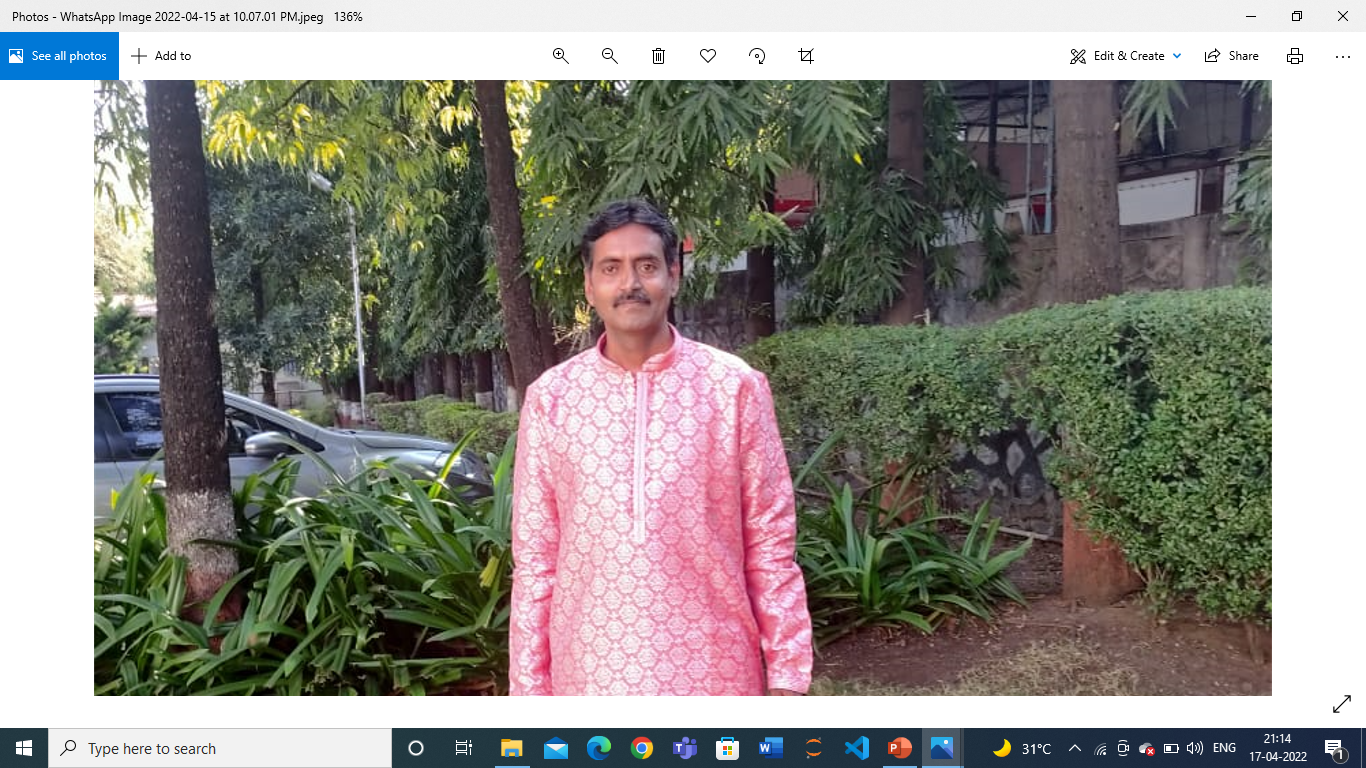 Photos - WhatsApp Image 2022-04-15 at 10.07.01 PM.jpeg 136%
See all photos
Add to
Edit & Create
Share
Type here to search
W
P
31°C
ENG
21:14
17-04-2022
1